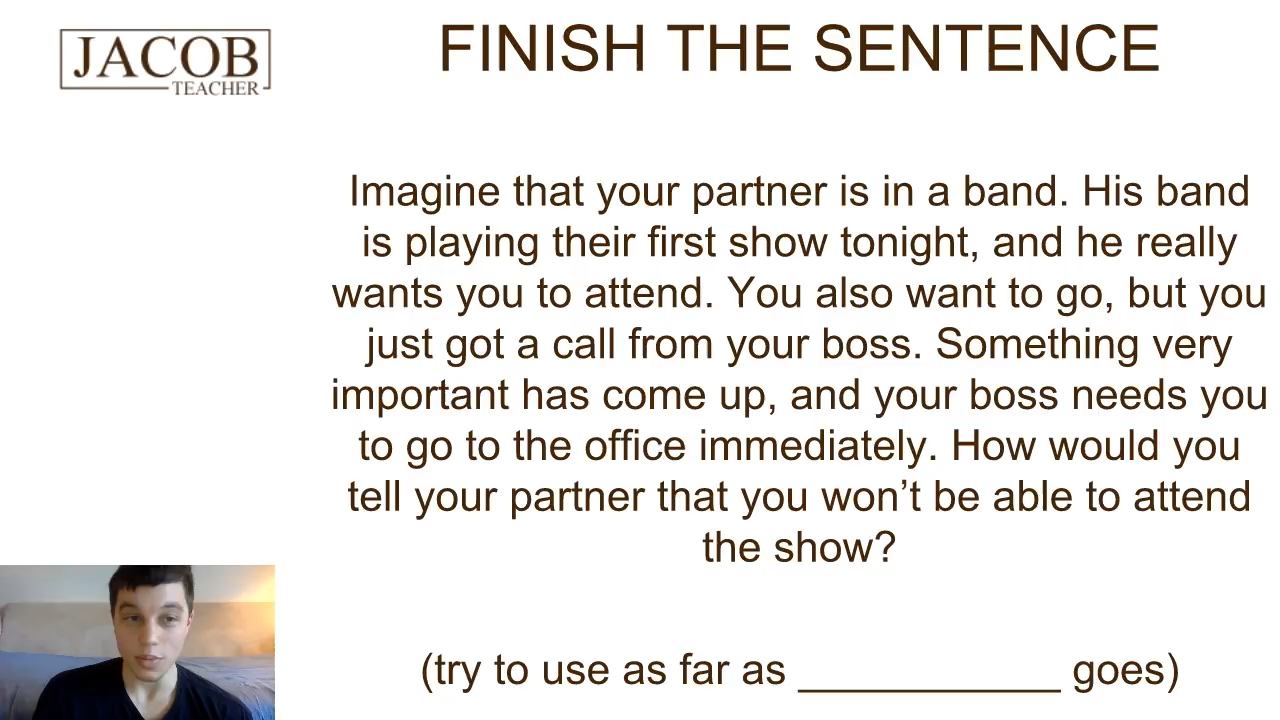 JACOB
TEACHER
FINISH THE SENTENCE
Imagine that your partner is in a band. His band
is playing their first show tonight, and he really
wants you to attend. You also want to go, but you
just got a call from your boss. Something very
important has come up, and your boss needs you
to go to the office immediately. How would you
tell your partner that you won’t be able to attend
the show?
(try to use as far as ___________ goes)